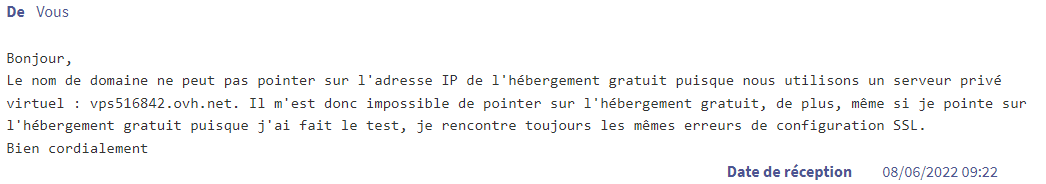 De Vous
Bonjour,
Le nom de domaine ne peut pas pointer sur l'adresse IP de l'hébergement gratuit puisque nous utilisons un serveur privé
virtuel : vps516842.ovh.net. Il m'est donc impossible de pointer sur l'hébergement gratuit, de plus, même si je pointe sur
l'hébergement gratuit puisque j'ai fait le test, je rencontre toujours les mêmes erreurs de configuration SSL.
Bien cordialement
Date de réception 08/06/2022 09:22